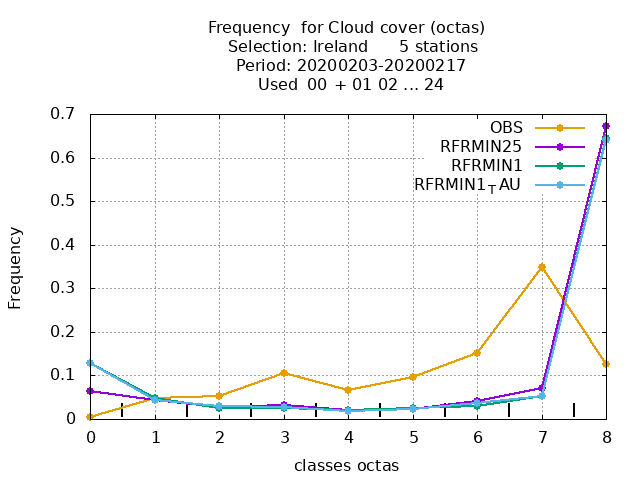 Frequency for Cloud cover (octas)
Selection: Ireland 5 stations
Period: 20200203-20200217
Used 00 + 01 02 ... 24
OBS
RFRMIN25
RFRMIN1
RFRMIN1_TAU
0.7
0.6
0.5
0.4
0.3
0.2
0.1
0
Frequency
0 1 2 3 4 5 6 7 8
classes octas